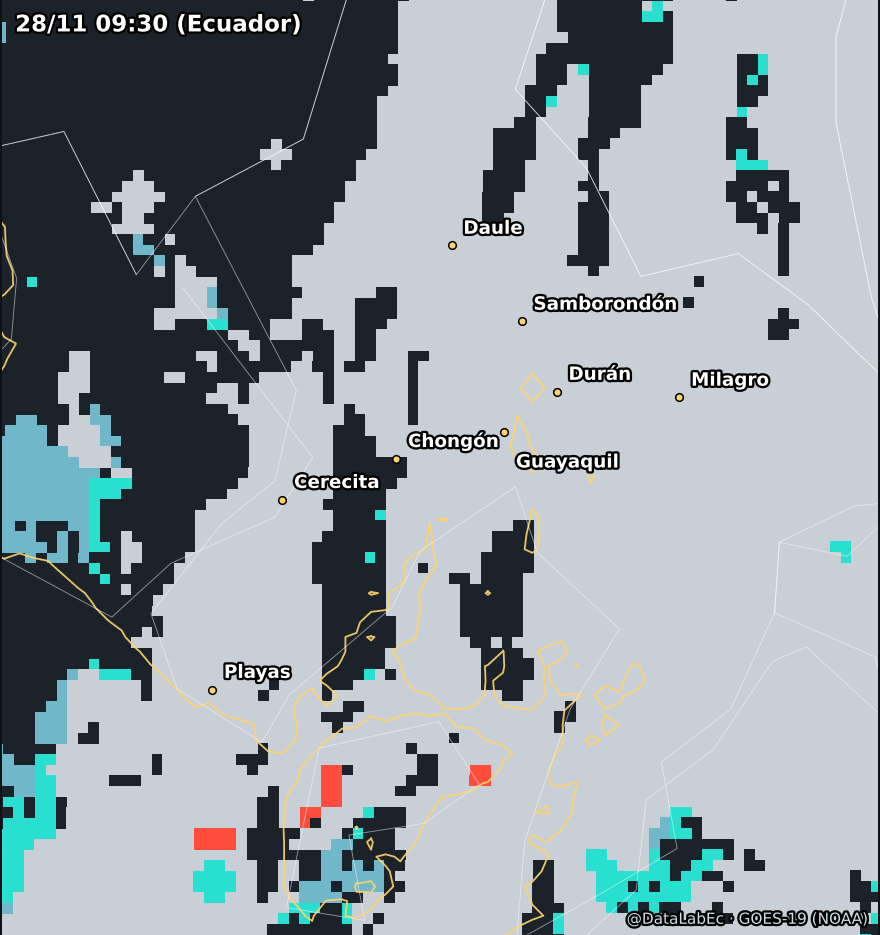 28/11 09:30 (Ecuador)
Daule
Samborondón
Durán
Milagro
Chongón
Guayaquil
Cerecita
Playas
@DataLabEc · GOES-19 (NOAA)